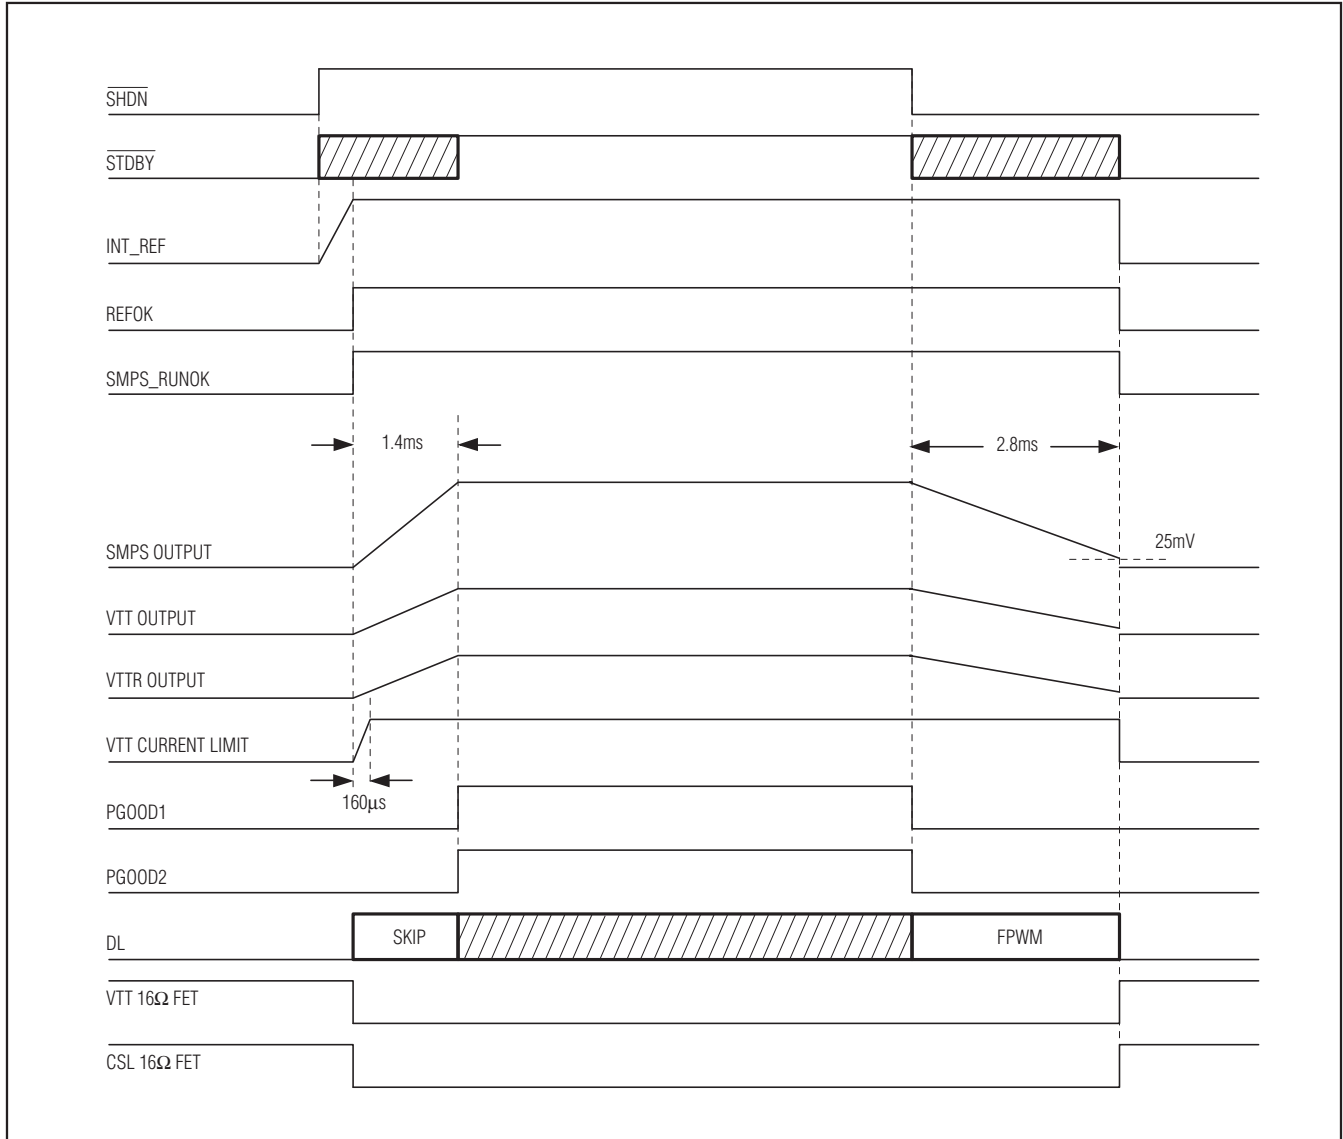 SHDN
STDBY
INT_REF
REFOK
SMPS_RUNOK
1.4ms
2.8ms
SMPS OUTPUT
25mV
VTT OUTPUT
VTTR OUTPUT
VTT CURRENT LIMIT
160μs
PGOOD1
PGOOD2
DL
SKIP
FPWM
VTT 16Ω FET
CSL 16Ω FET